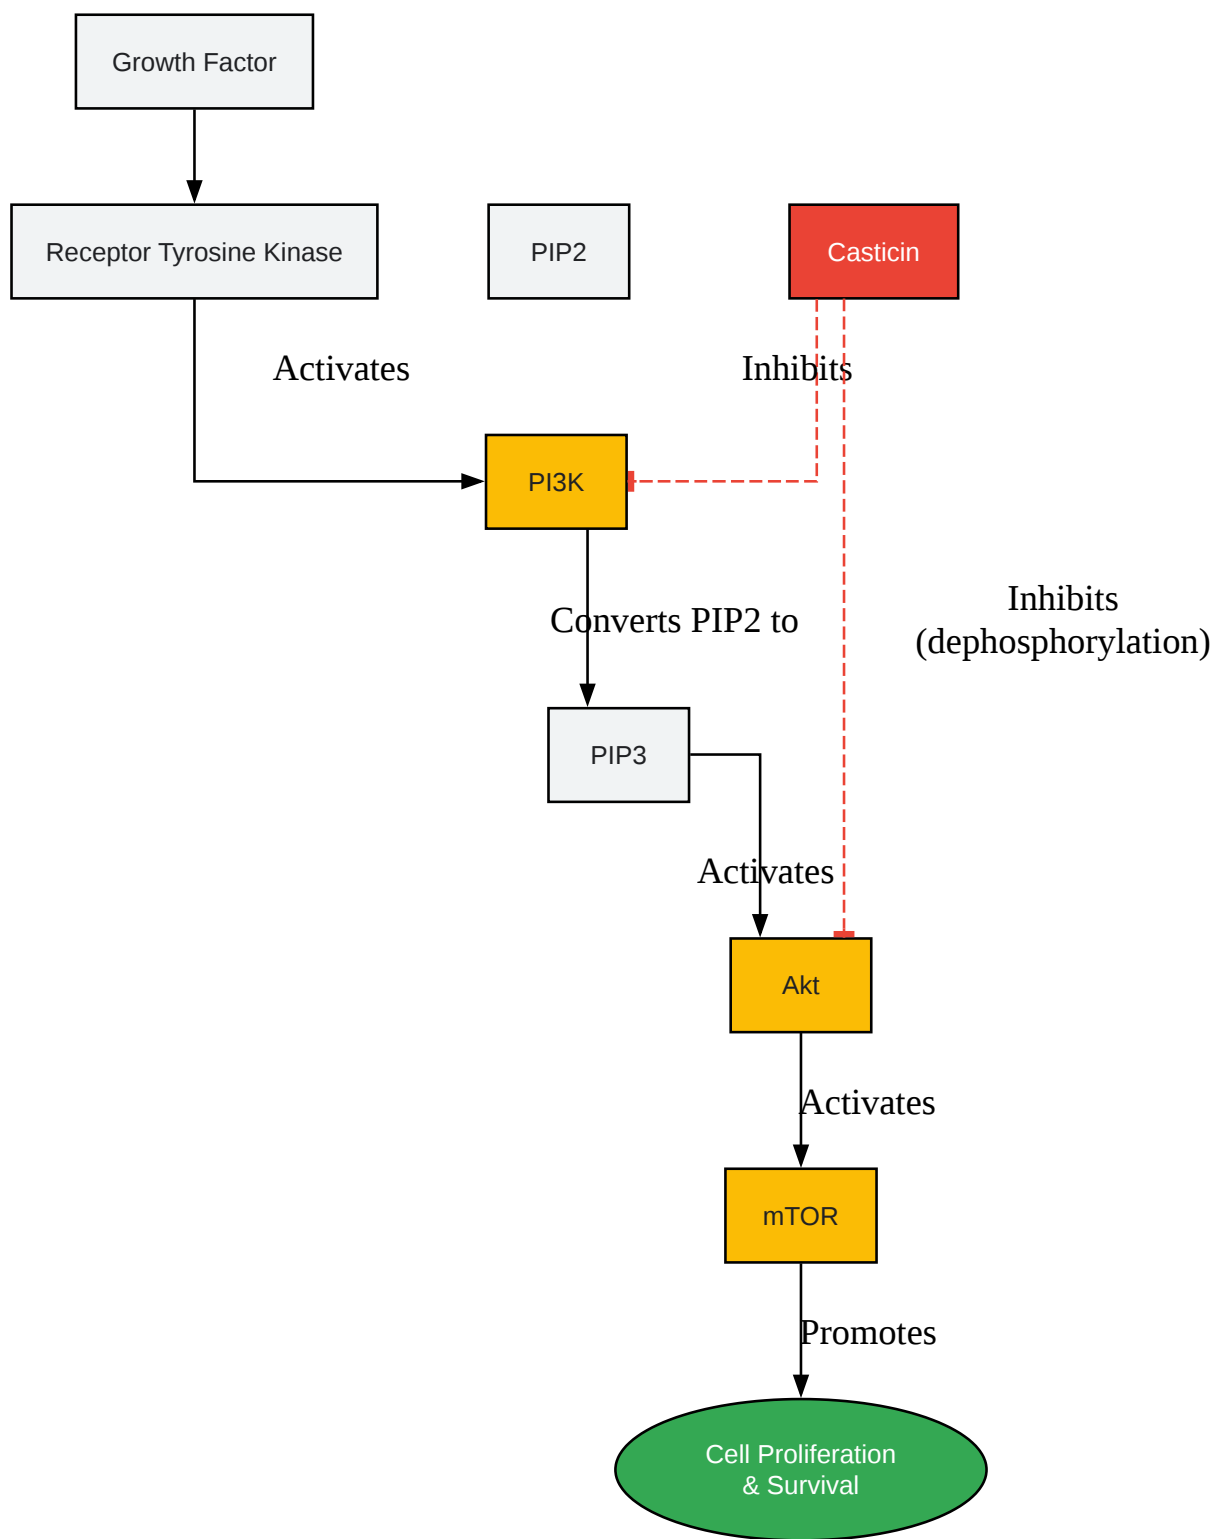 Growth Factor
Receptor Tyrosine Kinase
PIP2
Casticin
Activates
Inhibits
PI3K
Inhibits
(dephosphorylation)
Converts PIP2 to
PIP3
Activates
Akt
Activates
mTOR
Promotes
Cell Proliferation
& Survival